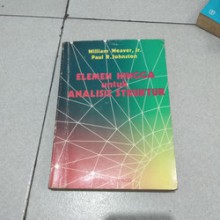 William Weaver, Jr.
Paul R. Johnston
ELEMEN HINGGA
untuk
ANALISIS STRUKTUR